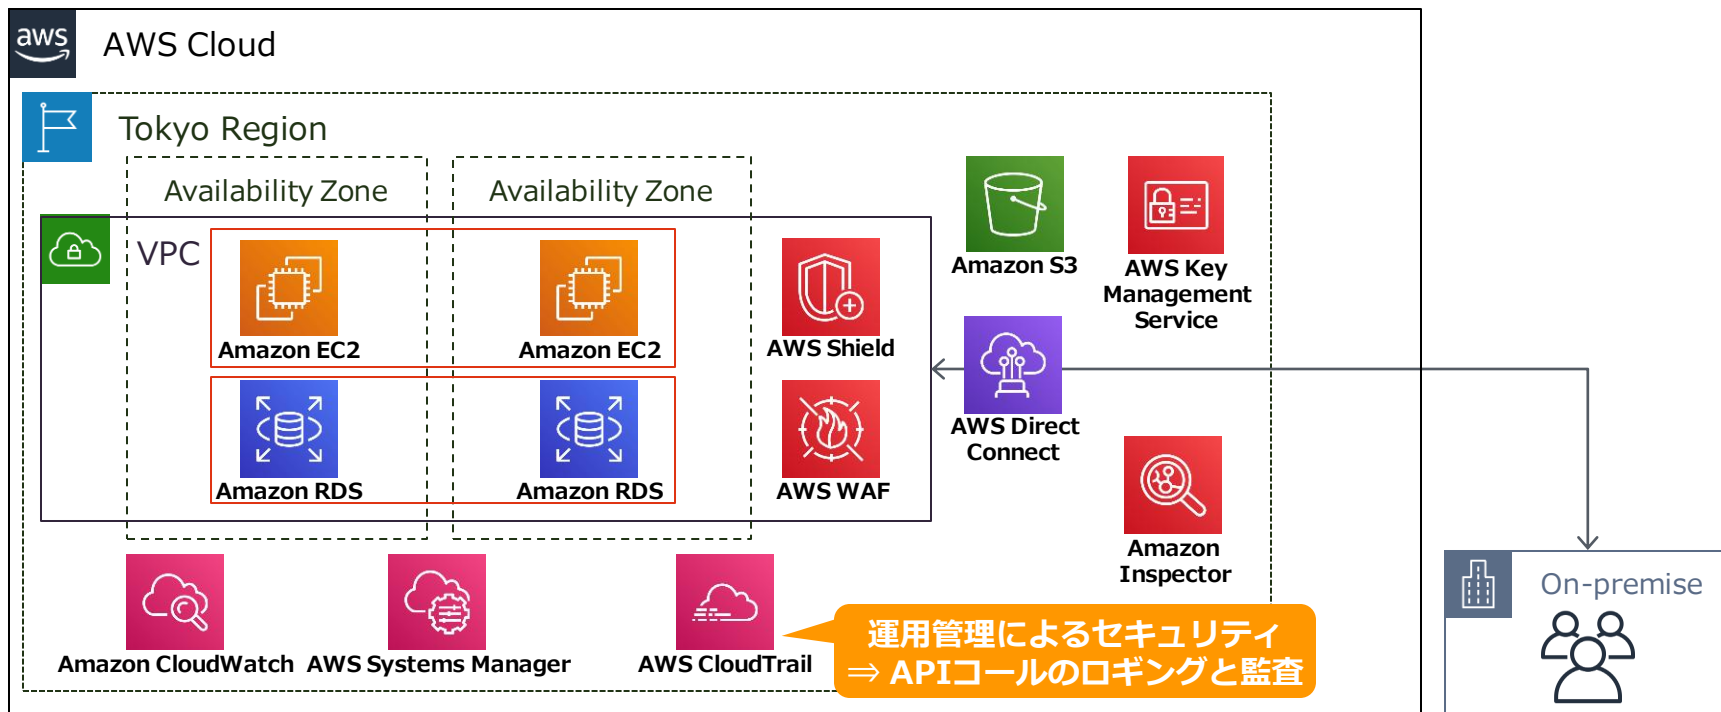 aws
AWS Cloud
Tokyo Region
Availability Zone
Availability Zone
VPC
Amazon EC2
Amazon EC2
AWS Shield
Amazon S3
AWS Key
Management
Service
Amazon RDS
Amazon RDS
AWS WAF
AWS Direct
Connect
Amazon
Inspector
Amazon CloudWatch
AWS Systems Manager
AWS CloudTrail
運用管理によるセキュリティ
⇒ APIコールのロギングと監査
On-premise